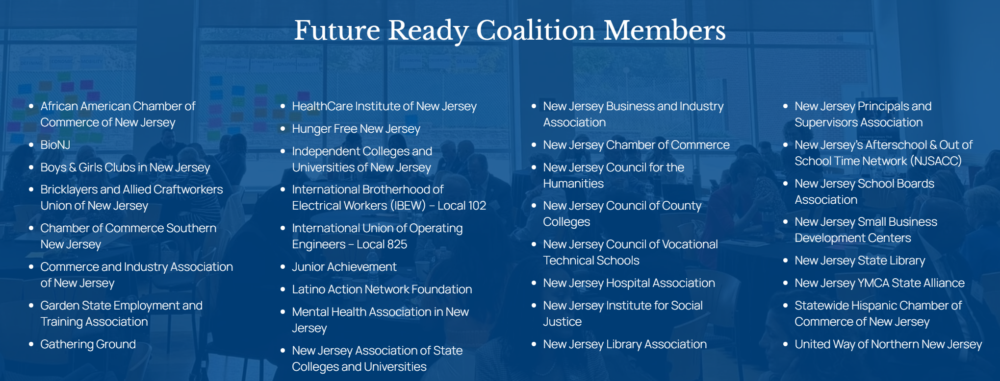 Future Ready Coalition Members
DEFINING ECONOMIC MOBILITY
ECONOMIC MOBILITY
OF VALUE
African American Chamber of
Commerce of New Jersey
BioNJ
Boys & Girls Clubs in New Jersey
Bricklayers and Allied Craftworkers
Union of New Jersey
Chamber of Commerce Southern
New Jersey
Commerce and Industry Association
of New Jersey
Garden State Employment and
Training Association
Gathering Ground
HealthCare Institute of New Jersey
Hunger Free New Jersey
Independent Colleges and
Universities of New Jersey
International Brotherhood of
Electrical Workers (IBEW) – Local 102
International Union of Operating
Engineers – Local 825
Junior Achievement
Latino Action Network Foundation
Mental Health Association in New
Jersey
New Jersey Association of State
Colleges and Universities
New Jersey Business and Industry
Association
New Jersey Chamber of Commerce
New Jersey Council for the
Humanities
New Jersey Council of County
Colleges
New Jersey Council of Vocational
Technical Schools
New Jersey Hospital Association
New Jersey Institute for Social
Justice
New Jersey Library Association
New Jersey Principals and
Supervisors Association
New Jersey's Afterschool & Out of
School Time Network (NJSACC)
New Jersey School Boards
Association
New Jersey Small Business
Development Centers
New Jersey State Library
New Jersey YMCA State Alliance
Statewide Hispanic Chamber of
Commerce of New Jersey
United Way of Northern New Jersey